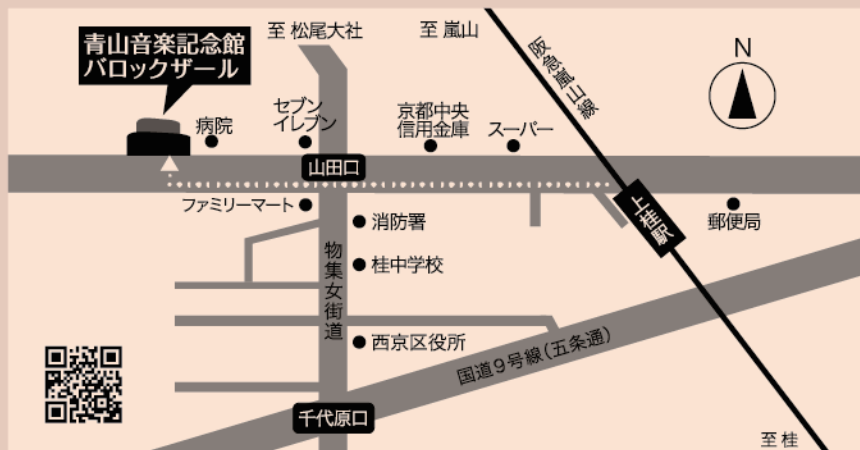 至 松尾大社
至 嵐山
青山音楽記念館
バロックザール
阪急嵐山線
N
病院
セブン
イレブン
京都中央
信用金庫
スーパー
山田口
ファミリーマート
消防署
上桂駅
郵便局
物集女街道
桂中学校
西京区役所
国道9号線(五条通)
千代原口
至 桂